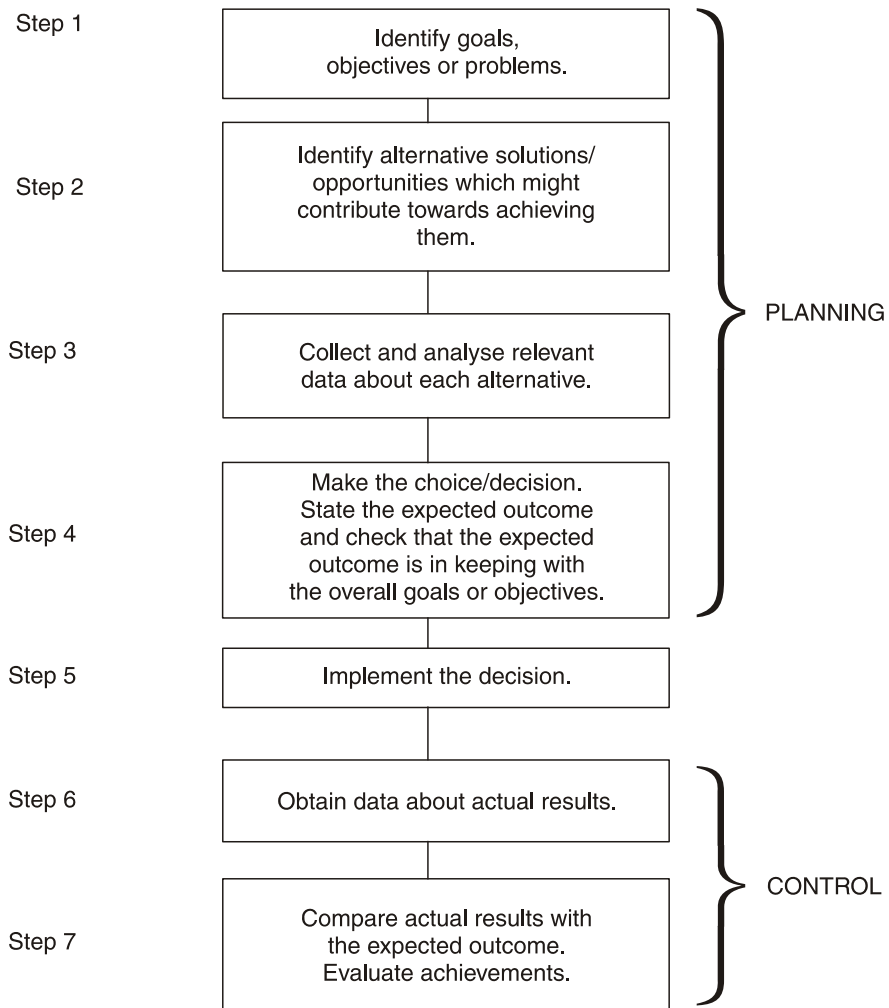 Step 1
Identify goals,
objectives or problems.
Step 2
Identify alternative solutions/
opportunities which might
contribute towards achieving
them.
PLANNING
Step 3
Collect and analyse relevant
data about each alternative.
Step 4
Make the choice/decision.
State the expected outcome
and check that the expected
outcome is in keeping with
the overall goals or objectives.
Step 5
Implement the decision.
Step 6
Obtain data about actual results.
CONTROL
Step 7
Compare actual results with
the expected outcome.
Evaluate achievements.